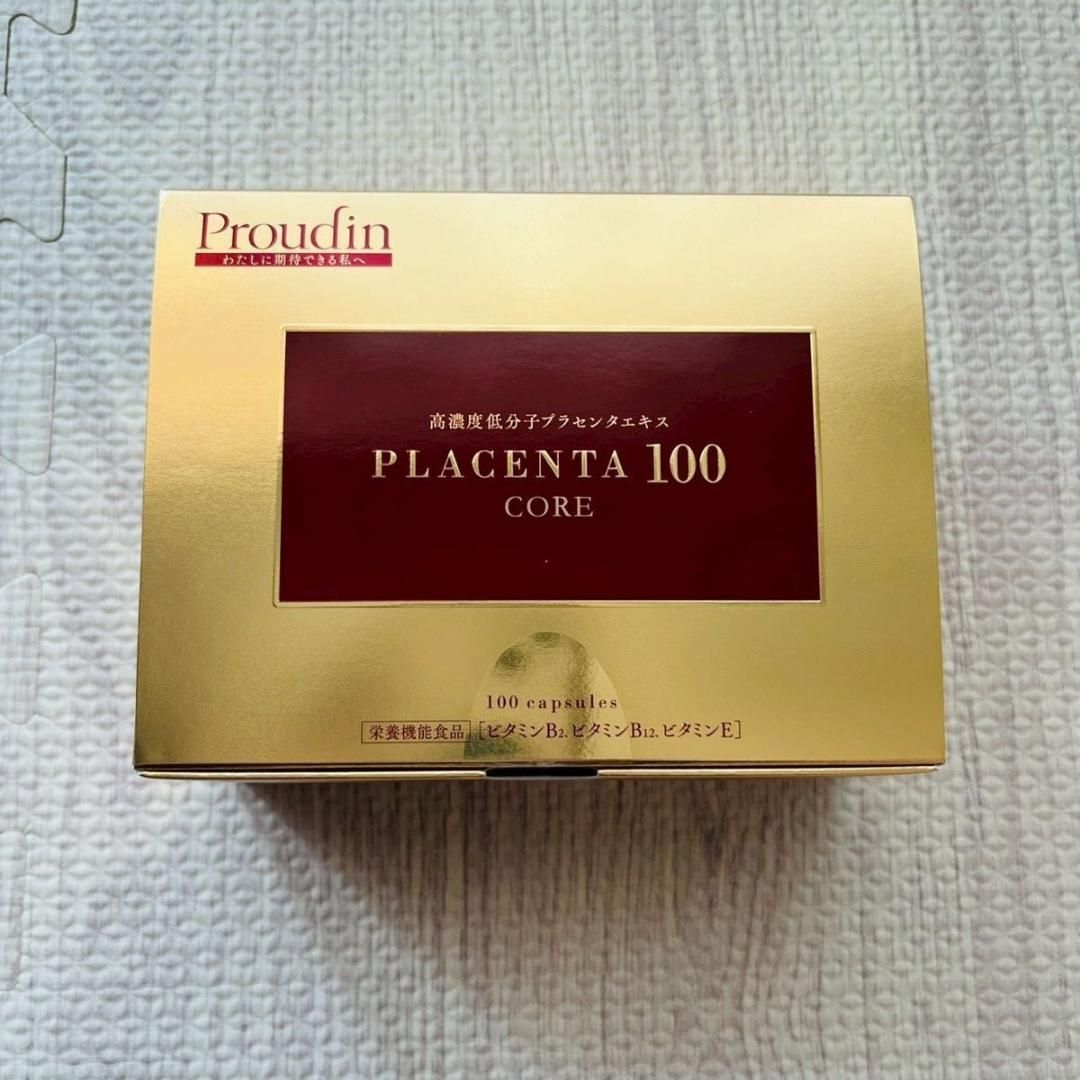 Proudin
わたしに期待できる私へ
高濃度低分子プラセンタエキス
PLACENTA 100
CORE
100 capsules
栄養機能食品 [ビタミンB2、ビタミンB12、ビタミンE]